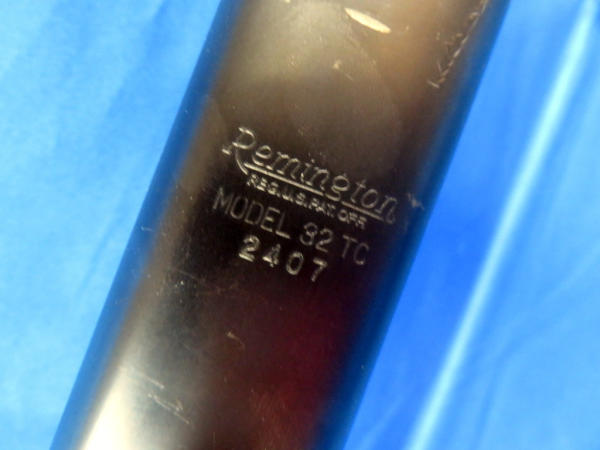 Remington
REG.U.S.PAT.OFF.
MODEL 32 TC
2407